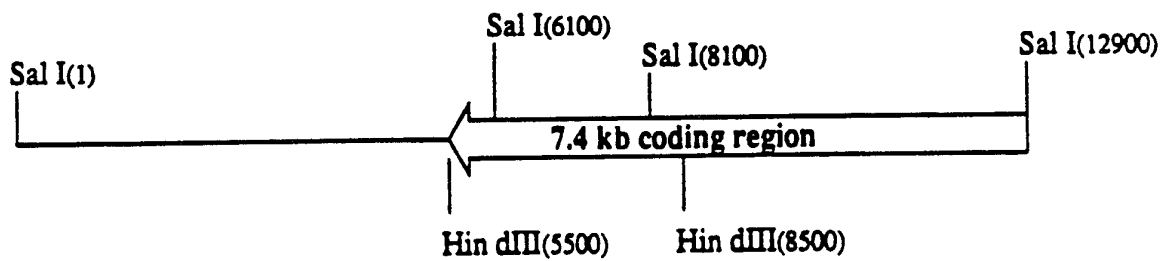 Sal I(6100)
Sal I(8100)
Sal I(12900)
Sal I(1)
7.4 kb coding region
Hin dIII(5500)
Hin dIII(8500)